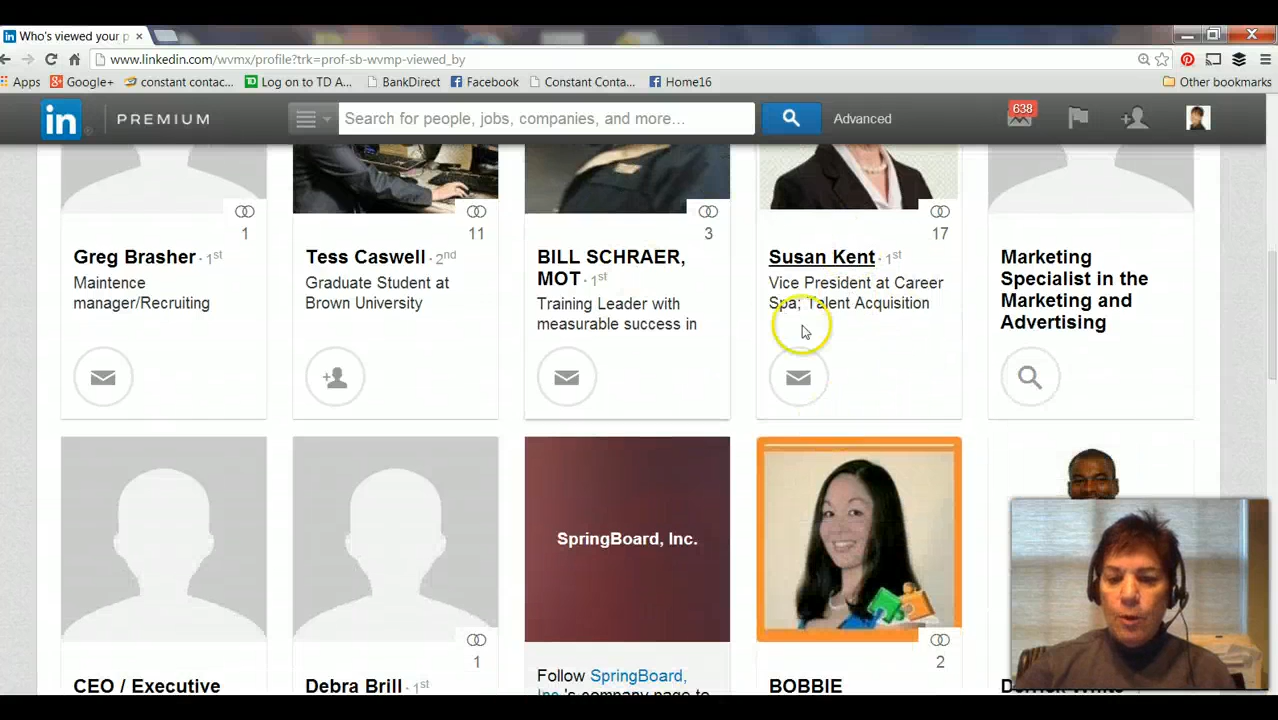 Who's viewed your p
www.linkedin.com/wvmx/profile?trk=prof-sb-wvmp-viewed_by
Apps Google+ constant contac... Log on to TD A BankDirect Facebook Constant Conta... Home16 Other bookmarks
in PREMIUM Search for people, jobs, companies, and more... Advanced 638
1 11 3 17
Greg Brasher · 1st
Maintence
manager/Recruiting
Tess Caswell · 2nd
Graduate Student at
Brown University
BILL SCHRAER,
MOT · 1st
Training Leader with
measurable success in
Susan Kent · 1st
Vice President at Career
Spa; Talent Acquisition
Marketing
Specialist in the
Marketing and
Advertising
SpringBoard, Inc.
1 2
CEO / Executive
Debra Brill · 1st
Follow SpringBoard,
Inc.'s company page to
BOBBIE